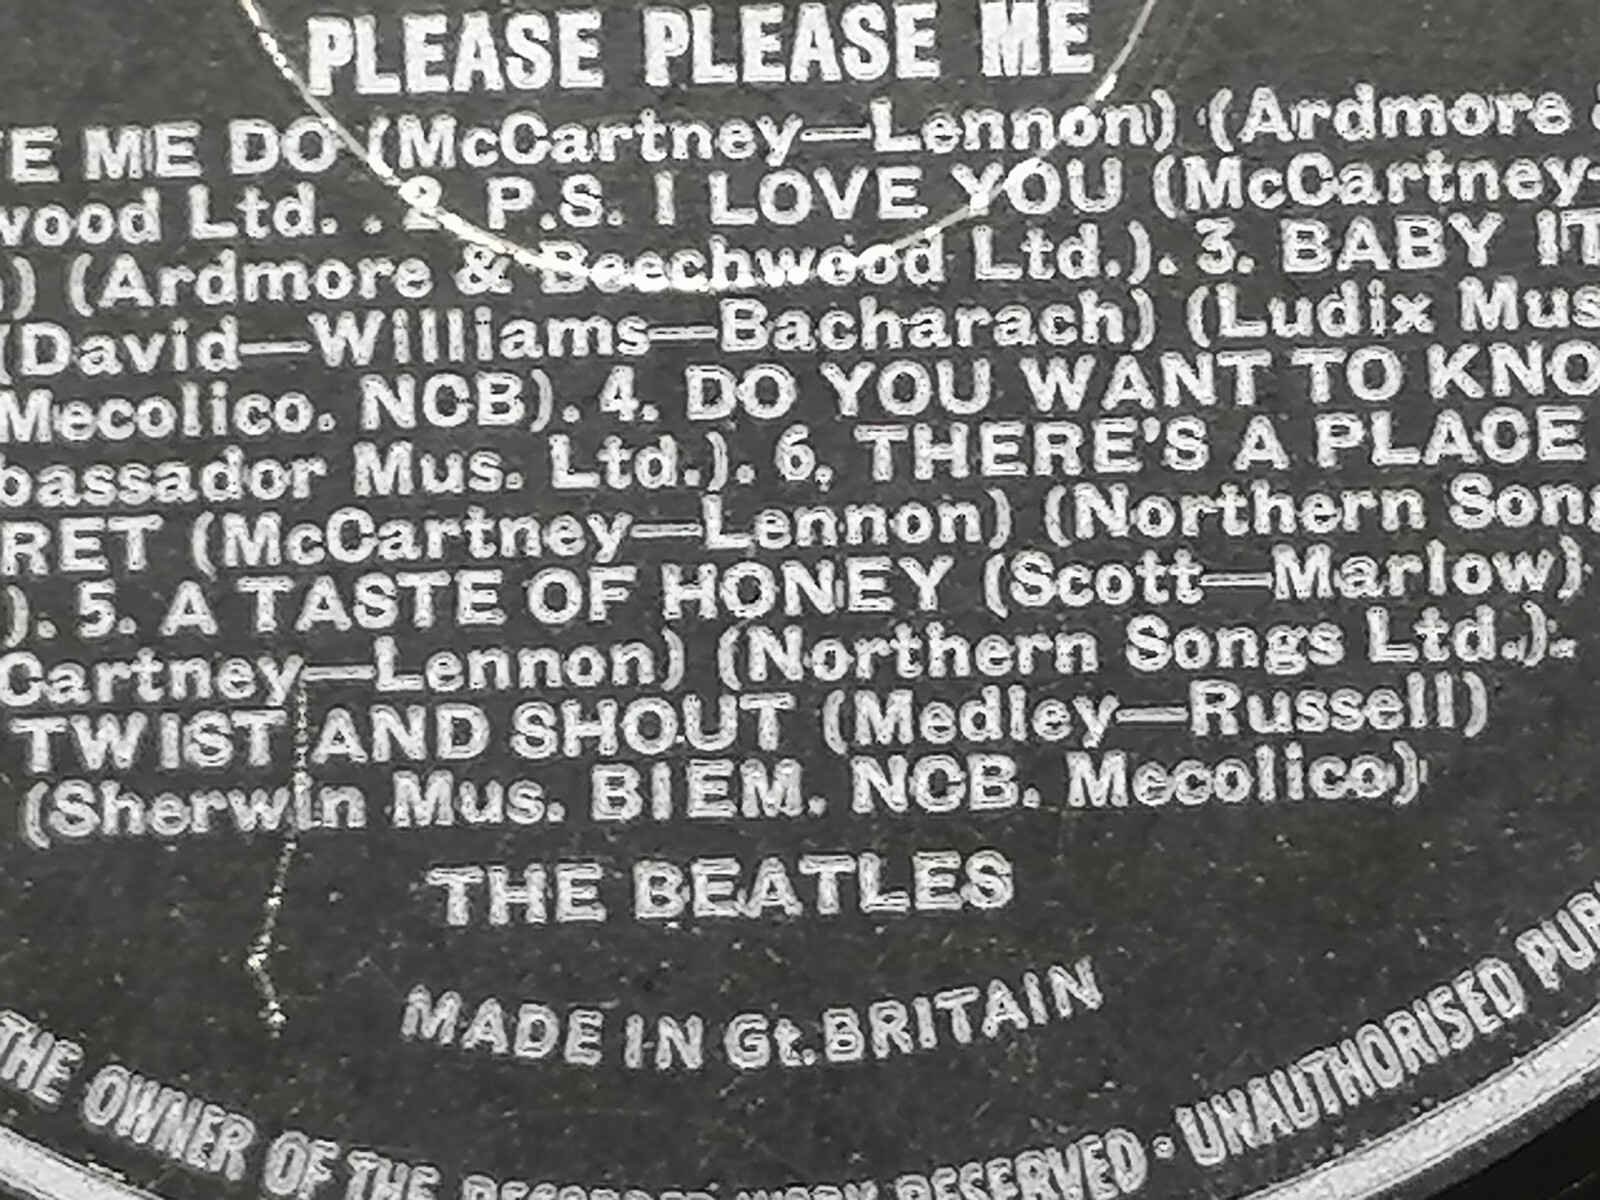 PLEASE PLEASE ME
E ME DO (McCartney—Lennon) (Ardmore &
wood Ltd. . 2. P.S. I LOVE YOU (McCartney-
) (Ardmore & Beechwood Ltd.). 3. BABY IT
(David—Williams—Bacharach) (Ludix Mus
Mecolico. NCB). 4. DO YOU WANT TO KNO
bassador Mus. Ltd.). 6. THERE'S A PLACE
RET (McCartney—Lennon) (Northern Song
). 5. A TASTE OF HONEY (Scott—Marlow)
Cartney—Lennon) (Northern Songs Ltd.).
TWIST AND SHOUT (Medley—Russell)
(Sherwin Mus. BIEM. NCB. Mecolico)
THE BEATLES
MADE IN Gt. BRITAIN
THE OWNER OF THE RECORDED WORK RESERVED · UNAUTHORISED PUB